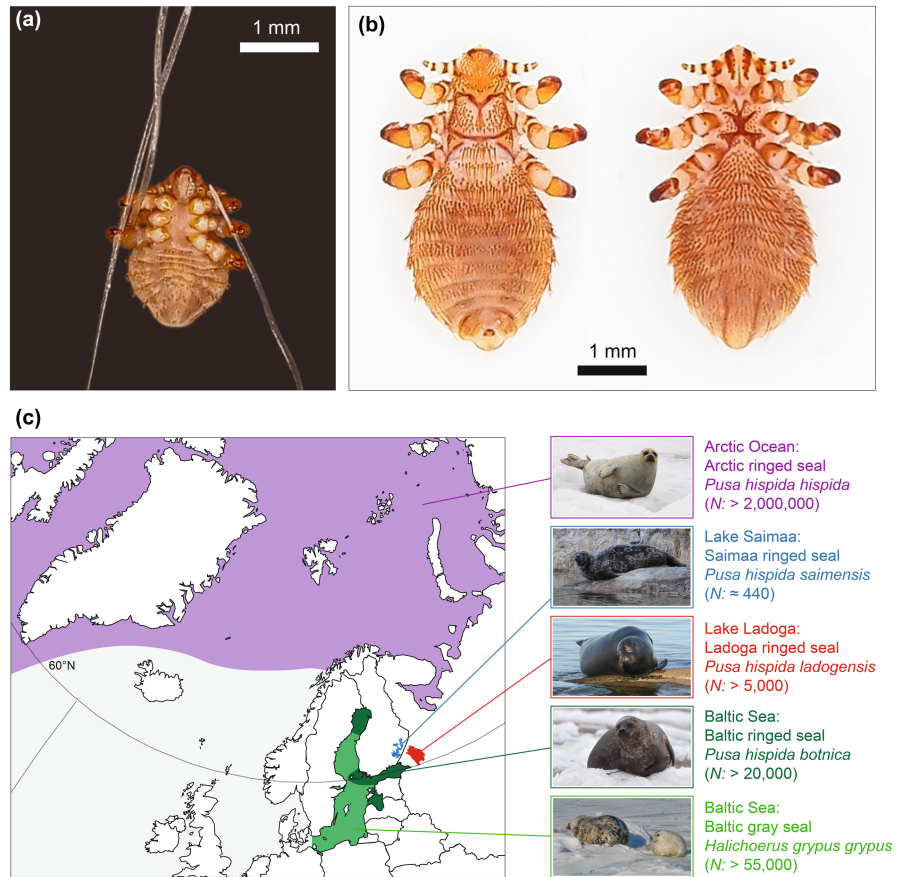 (a)
1 mm
(b)
1 mm
(c)
60°N
Arctic Ocean:
Arctic ringed seal
Pusa hispida hispida
(N: > 2,000,000)
Lake Saimaa:
Saimaa ringed seal
Pusa hispida saimensis
(N: ≈ 440)
Lake Ladoga:
Ladoga ringed seal
Pusa hispida ladogensis
(N: > 5,000)
Baltic Sea:
Baltic ringed seal
Pusa hispida botnica
(N: > 20,000)
Baltic Sea:
Baltic gray seal
Halichoerus grypus grypus
(N: > 55,000)